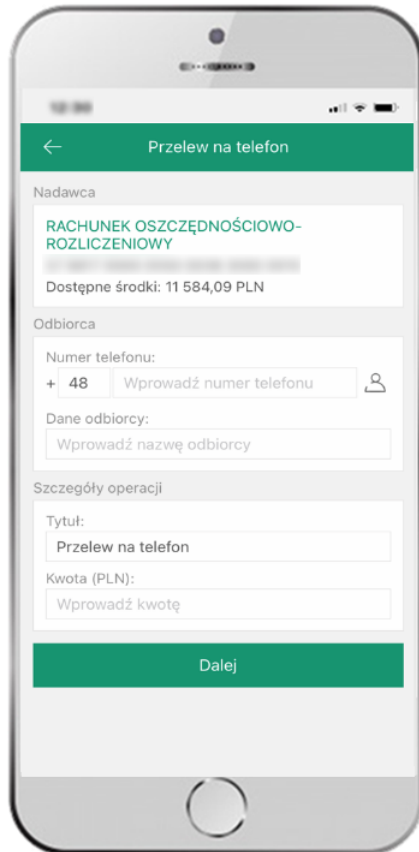 Przelew na telefon
Nadawca
RACHUNEK OSZCZĘDNOŚCIOWO-
ROZLICZENIOWY
Dostępne środki: 11 584,09 PLN
Odbiorca
Numer telefonu:
+ 48 Wprowadź numer telefonu
Dane odbiorcy:
Wprowadź nazwę odbiorcy
Szczegóły operacji
Tytuł:
Przelew na telefon
Kwota (PLN):
Wprowadź kwotę
Dalej